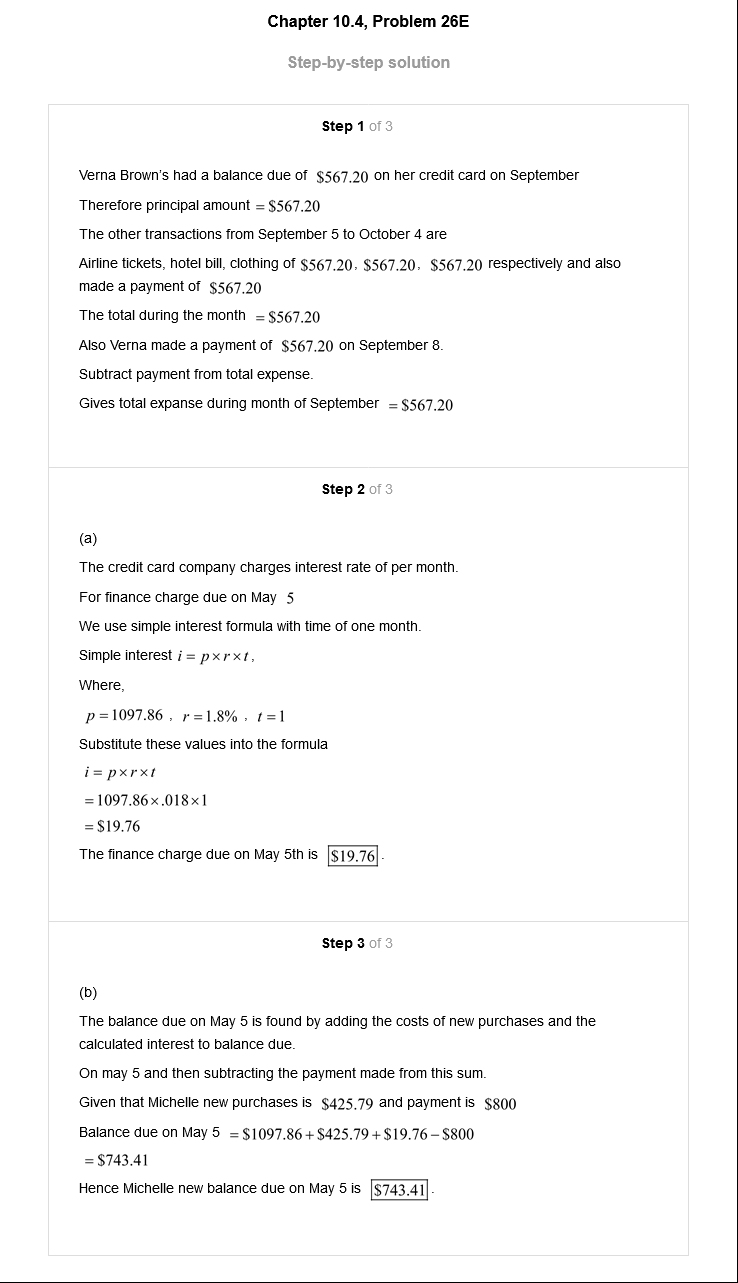 Chapter 10.4, Problem 26E
Step-by-step solution
Step 1 of 3
Verna Brown's had a balance due of $567.20 on her credit card on September
Therefore principal amount = $567.20
The other transactions from September 5 to October 4 are
Airline tickets, hotel bill, clothing of $567.20, $567.20, $567.20 respectively and also
made a payment of $567.20
The total during the month = $567.20
Also Verna made a payment of $567.20 on September 8.
Subtract payment from total expense.
Gives total expanse during month of September = $567.20
Step 2 of 3
(a)
The credit card company charges interest rate of per month.
For finance charge due on May 5
We use simple interest formula with time of one month.
Simple interest i = p×r×t,
Where,
p = 1097.86 , r = 1.8% , t = 1
Substitute these values into the formula
i = p×r×t
= 1097.86×.018×1
= $19.76
The finance charge due on May 5th is $19.76.
Step 3 of 3
(b)
The balance due on May 5 is found by adding the costs of new purchases and the
calculated interest to balance due.
On may 5 and then subtracting the payment made from this sum.
Given that Michelle new purchases is $425.79 and payment is $800
Balance due on May 5 = $1097.86 + $425.79 + $19.76 – $800
= $743.41
Hence Michelle new balance due on May 5 is $743.41.